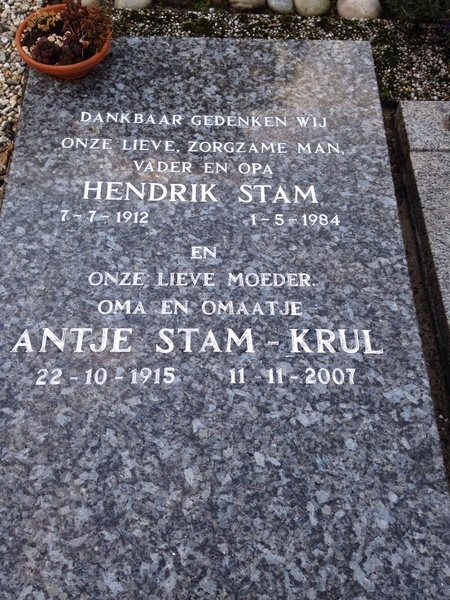 DANKBAAR GEDENKEN WIJ
ONZE LIEVE, ZORGZAME MAN,
VADER EN OPA
HENDRIK STAM
7-7-1912 1-5-1984
EN
ONZE LIEVE MOEDER.
OMA EN OMAATJE
ANTJE STAM-KRUL
22-10-1915 11-11-2007